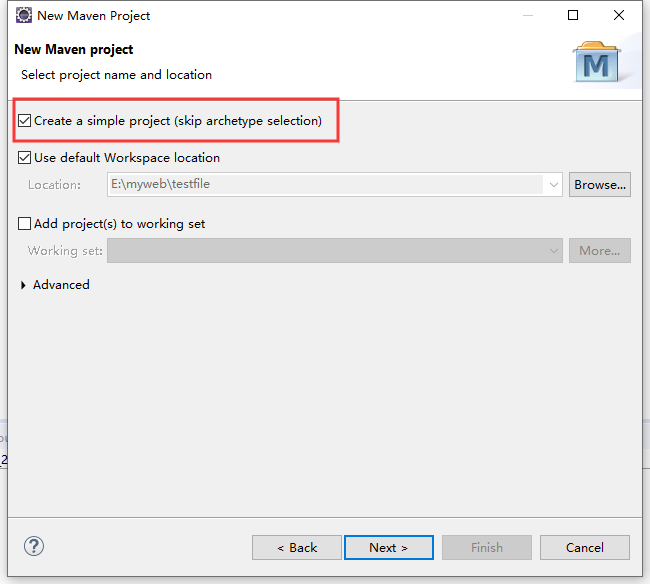 New Maven Project
New Maven project
Select project name and location
M
Create a simple project (skip archetype selection)
Use default Workspace location
Location: E:\myweb\testfile Browse...
Add project(s) to working set
Working set: More...
Advanced
? < Back Next > Finish Cancel